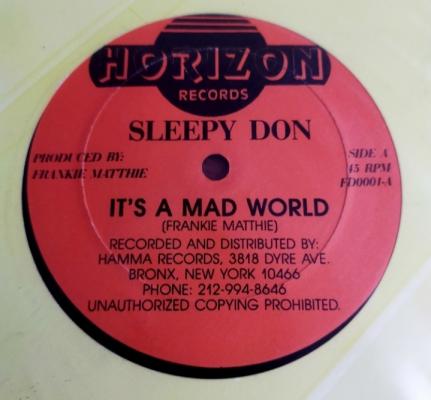 HORIZON
RECORDS
SLEEPY DON
PRODUCED BY:
FRANKIE MATTHIE
SIDE A
45 RPM
FD0001-A
IT'S A MAD WORLD
(FRANKIE MATTHIE)
RECORDED AND DISTRIBUTED BY:
HAMMA RECORDS, 3818 DYRE AVE.
BRONX, NEW YORK 10466
PHONE: 212-994-8646
UNAUTHORIZED COPYING PROHIBITED.